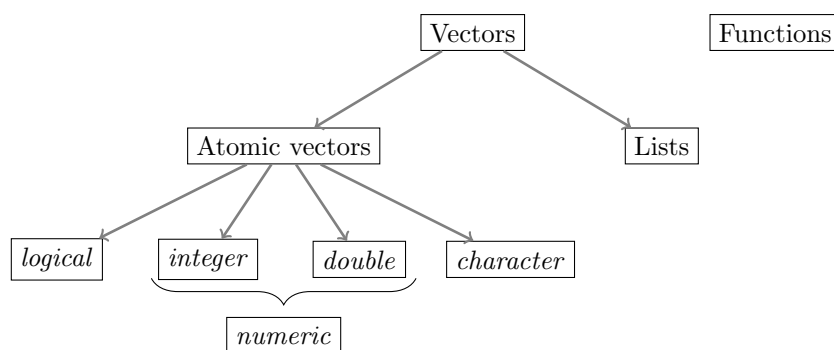 Vectors
Functions
Atomic vectors
Lists
logical
integer
double
character
numeric